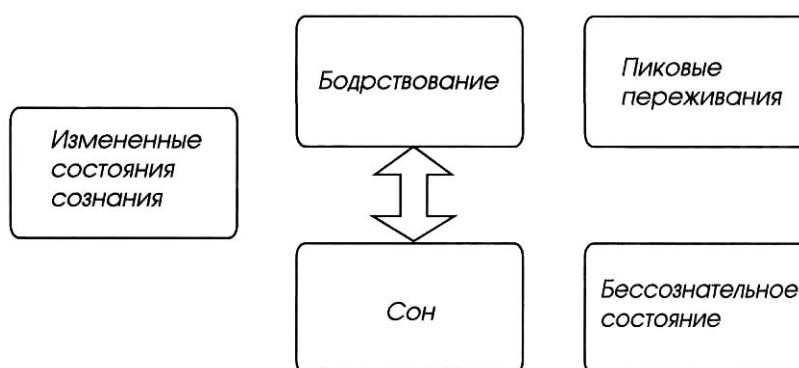 Бодрствование
Пиковые
переживания
Измененные
состояния
сознания
Сон
Бессознательное
состояние